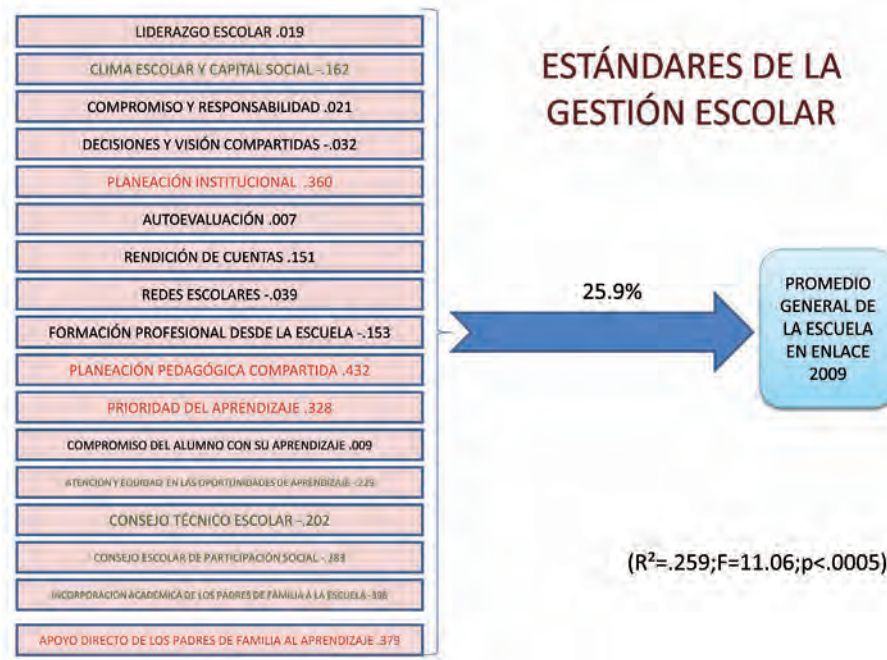 LIDERAZGO ESCOLAR .019
CLIMA ESCOLAR Y CAPITAL SOCIAL -.162
COMPROMISO Y RESPONSABILIDAD .021
DECISIONES Y VISIÓN COMPARTIDAS -.032
PLANEACIÓN INSTITUCIONAL .360
AUTOEVALUACIÓN .007
RENDICIÓN DE CUENTAS .151
REDES ESCOLARES -.039
FORMACIÓN PROFESIONAL DESDE LA ESCUELA -.153
PLANEACIÓN PEDAGÓGICA COMPARTIDA .432
PRIORIDAD DEL APRENDIZAJE .328
COMPROMISO DEL ALUMNO CON SU APRENDIZAJE .009
ATENCIÓN Y EQUIDAD EN LAS OPORTUNIDADES DE APRENDIZAJE
CONSEJO TÉCNICO ESCOLAR -.202
CONSEJO ESCOLAR DE PARTICIPACIÓN SOCIAL
INCORPORACIÓN ACADÉMICA DE LOS PADRES DE FAMILIA A LA ESCUELA
APOYO DIRECTO DE LOS PADRES DE FAMILIA AL APRENDIZAJE .379
ESTÁNDARES DE LA
GESTIÓN ESCOLAR
25.9%
PROMEDIO
GENERAL DE
LA ESCUELA
EN ENLACE
2009
(R²=.259;F=11.06;p<.0005)